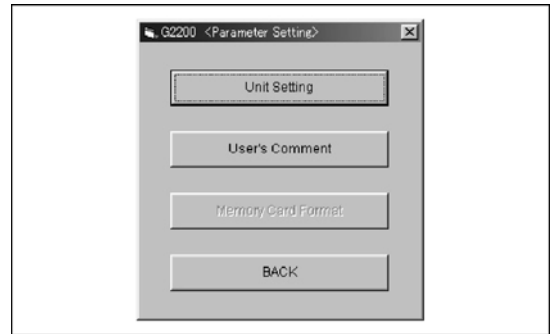 G2200 <Parameter Setting>
Unit Setting
User's Comment
Memory Card Format
BACK